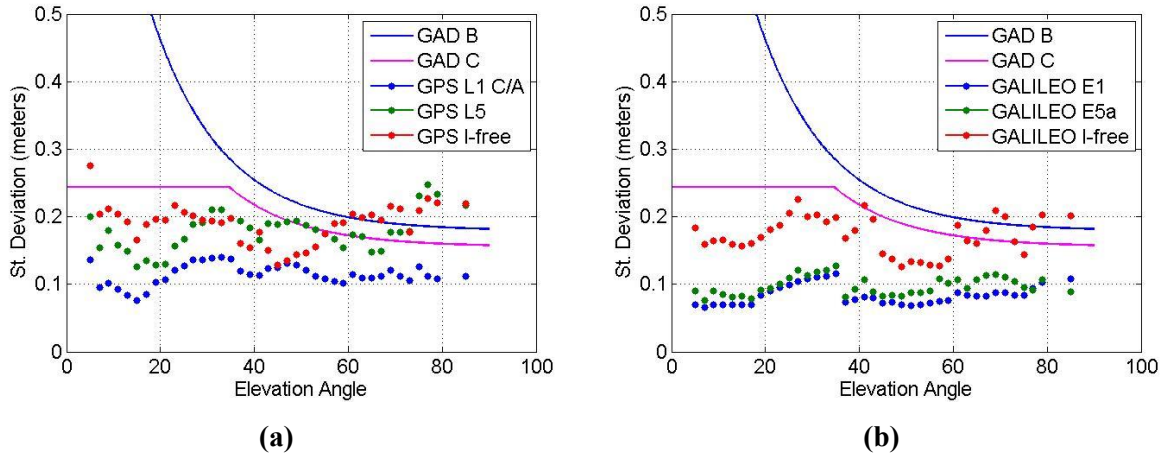 0.5
0.4
0.3
0.2
0.1
0
St. Deviation (meters)
0 20 40 60 80 100
Elevation Angle
GAD B
GAD C
GPS L1 C/A
GPS L5
GPS I-free
(a)
0.5
0.4
0.3
0.2
0.1
0
St. Deviation (meters)
0 20 40 60 80 100
Elevation Angle
GAD B
GAD C
GALILEO E1
GALILEO E5a
GALILEO I-free
(b)